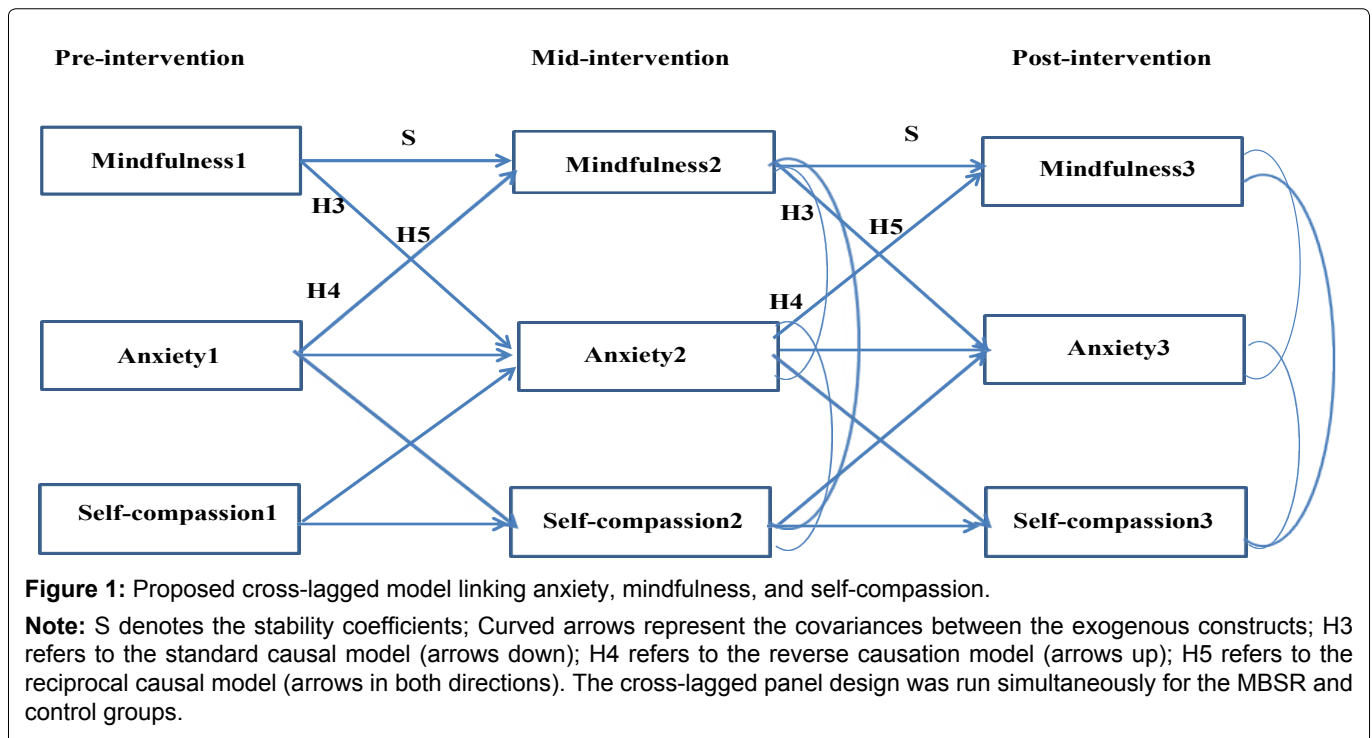 Pre-intervention Mid-intervention Post-intervention
S S
Mindfulness1 Mindfulness2 Mindfulness3
H3 H3
H5 H5
H4 H4
Anxiety1 Anxiety2 Anxiety3
Self-compassion1 Self-compassion2 Self-compassion3
Figure 1: Proposed cross-lagged model linking anxiety, mindfulness, and self-compassion.
Note: S denotes the stability coefficients; Curved arrows represent the covariances between the exogenous constructs; H3
refers to the standard causal model (arrows down); H4 refers to the reverse causation model (arrows up); H5 refers to the
reciprocal causal model (arrows in both directions). The cross-lagged panel design was run simultaneously for the MBSR and
control groups.